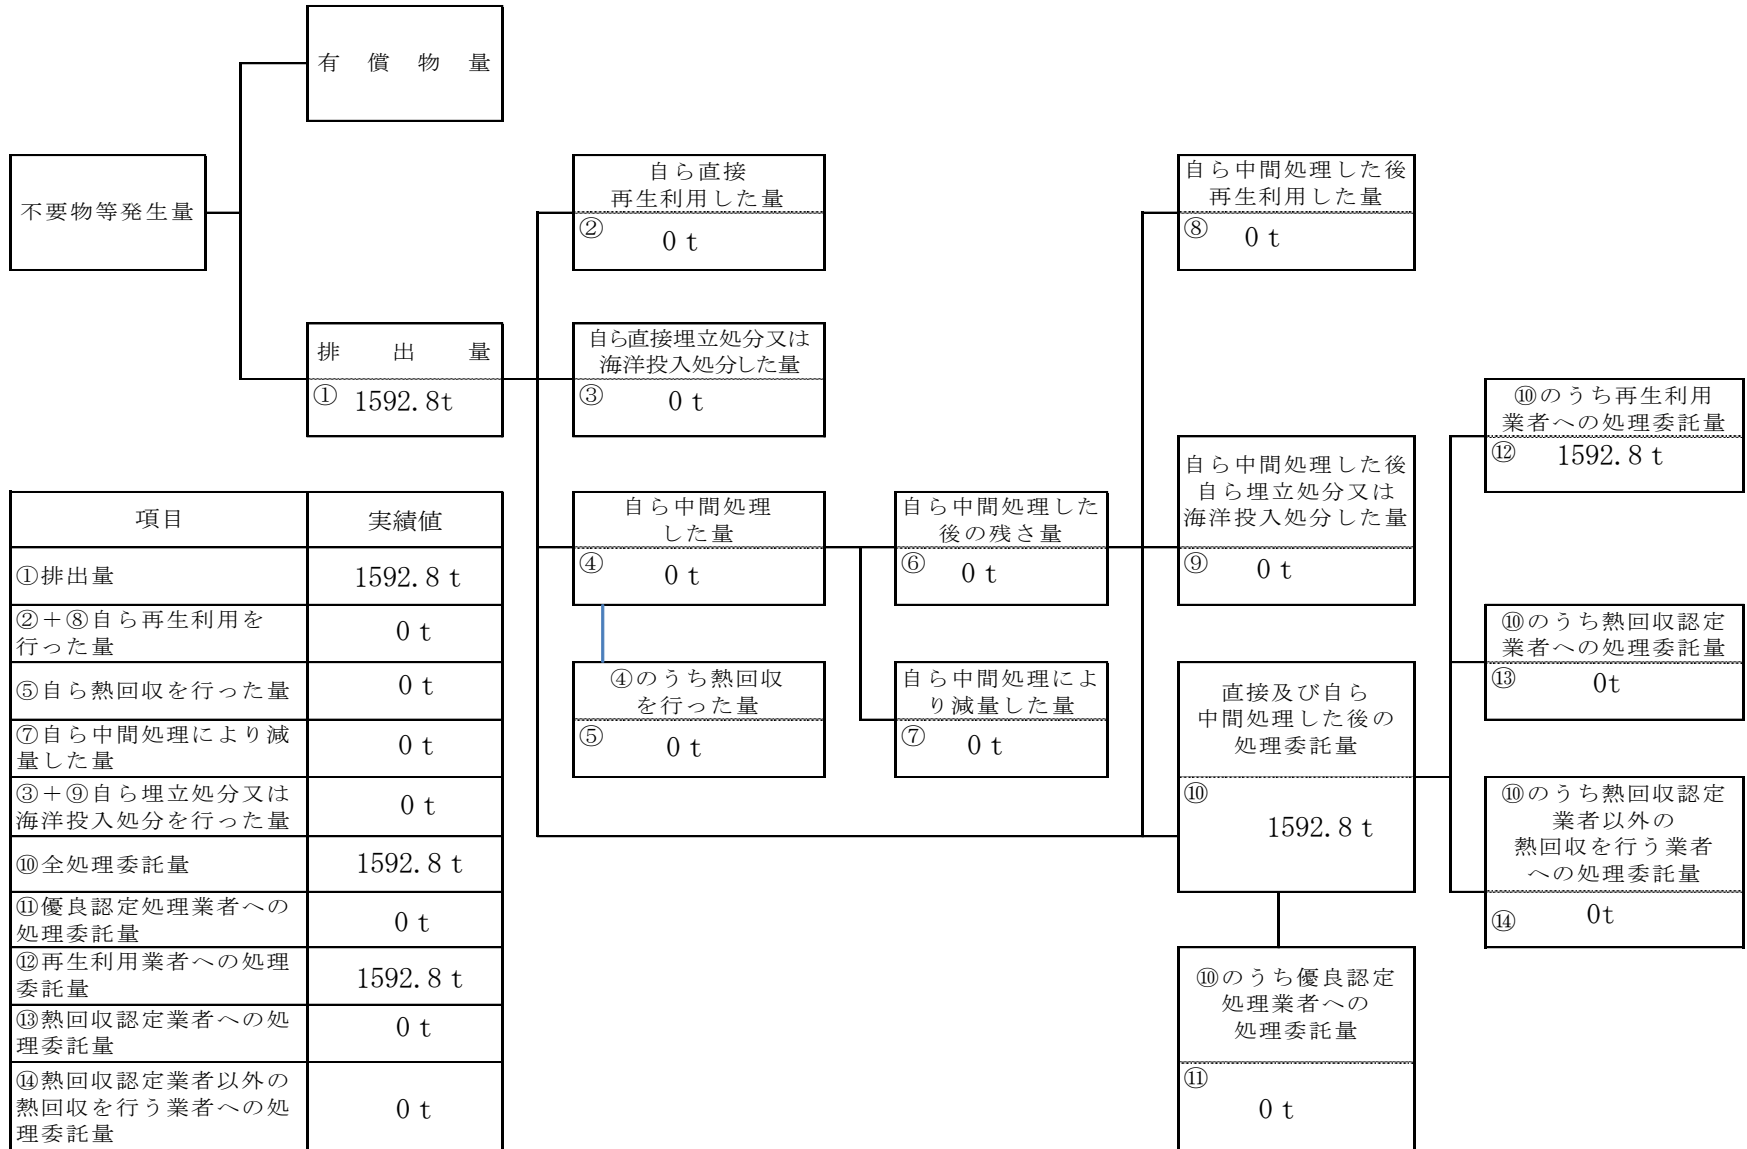 有償物量
不要物等発生量
排出量
① 1592.8t
自ら直接
再生利用した量
② 0 t
自ら直接埋立処分又は
海洋投入処分した量
③ 0 t
自ら中間処理
した量
④ 0 t
④のうち熱回収
を行った量
⑤ 0 t
自ら中間処理した
後の残さ量
⑥ 0 t
自ら中間処理によ
り減量した量
⑦ 0 t
自ら中間処理した後
再生利用した量
⑧ 0 t
自ら中間処理した後
自ら埋立処分又は
海洋投入処分した量
⑨ 0 t
直接及び自ら
中間処理した後の
処理委託量
⑩
1592.8 t
⑩のうち優良認定
処理業者への
処理委託量
⑪
0 t
⑩のうち再生利用
業者への処理委託量
⑫ 1592.8 t
⑩のうち熱回収認定
業者への処理委託量
⑬ 0t
⑩のうち熱回収認定
業者以外の
熱回収を行う業者
への処理委託量
⑭ 0t
項目 実績値
①排出量 1592.8 t
②＋⑧自ら再生利用を
行った量 0 t
⑤自ら熱回収を行った量 0 t
⑦自ら中間処理により減
量した量 0 t
③＋⑨自ら埋立処分又は
海洋投入処分を行った量 0 t
⑩全処理委託量 1592.8 t
⑪優良認定処理業者への
処理委託量 0 t
⑫再生利用業者への処理
委託量 1592.8 t
⑬熱回収認定業者への処
理委託量 0 t
⑭熱回収認定業者以外の
熱回収を行う業者への処
理委託量 0 t